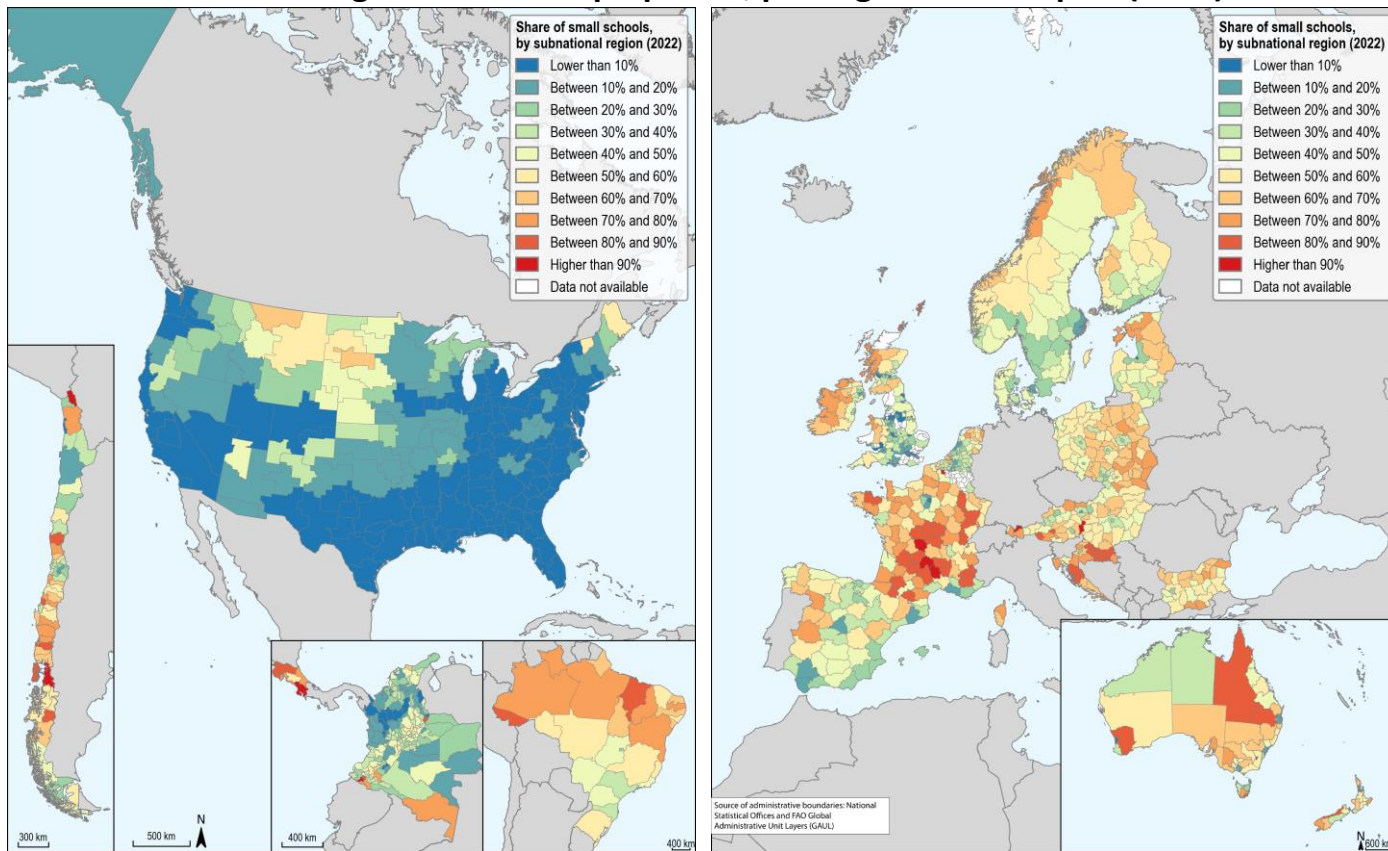 Share of small schools,
by subnational region (2022)
Lower than 10%
Between 10% and 20%
Between 20% and 30%
Between 30% and 40%
Between 40% and 50%
Between 50% and 60%
Between 60% and 70%
Between 70% and 80%
Between 80% and 90%
Higher than 90%
Data not available
300 km
500 km
N
400 km
400 km
Share of small schools,
by subnational region (2022)
Lower than 10%
Between 10% and 20%
Between 20% and 30%
Between 30% and 40%
Between 40% and 50%
Between 50% and 60%
Between 60% and 70%
Between 70% and 80%
Between 80% and 90%
Higher than 90%
Data not available
Source of administrative boundaries: National
Statistical Offices and FAO Global
Administrative Unit Layers (GAUL)
N
600 km